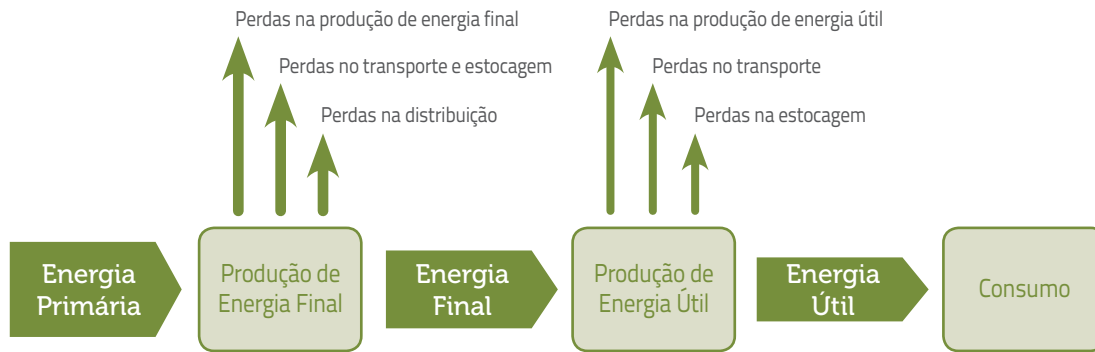 Perdas na produção de energia final
Perdas no transporte e estocagem
Perdas na distribuição
Perdas na produção de energia útil
Perdas no transporte
Perdas na estocagem
Energia
Primária
Produção de
Energia Final
Energia
Final
Produção de
Energia Útil
Energia
Útil
Consumo